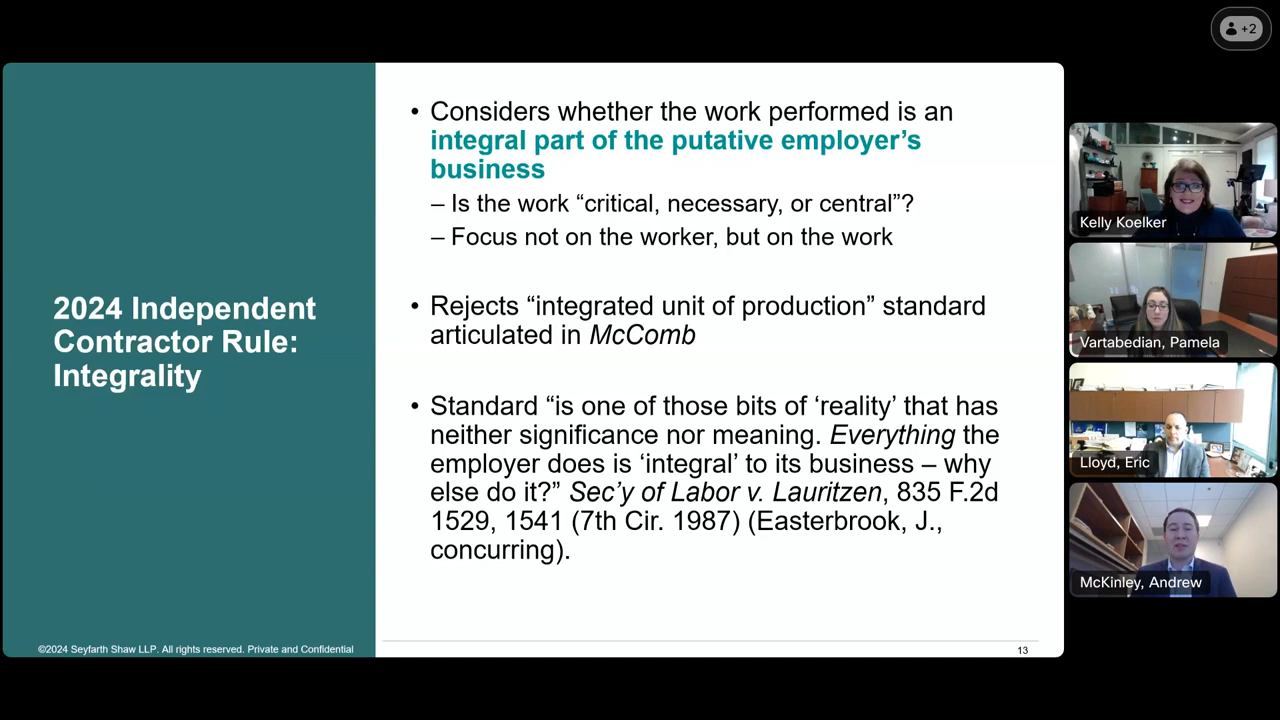 +2
2024 Independent
Contractor Rule:
Integrality
• Considers whether the work performed is an
integral part of the putative employer’s
business
– Is the work “critical, necessary, or central”?
– Focus not on the worker, but on the work
• Rejects “integrated unit of production” standard
articulated in McComb
• Standard “is one of those bits of ‘reality’ that has
neither significance nor meaning. Everything the
employer does is ‘integral’ to its business – why
else do it?” Sec’y of Labor v. Lauritzen, 835 F.2d
1529, 1541 (7th Cir. 1987) (Easterbrook, J.,
concurring).
©2024 Seyfarth Shaw LLP. All rights reserved. Private and Confidential
13
Kelly Koelker
Vartabedian, Pamela
Lloyd, Eric
McKinley, Andrew